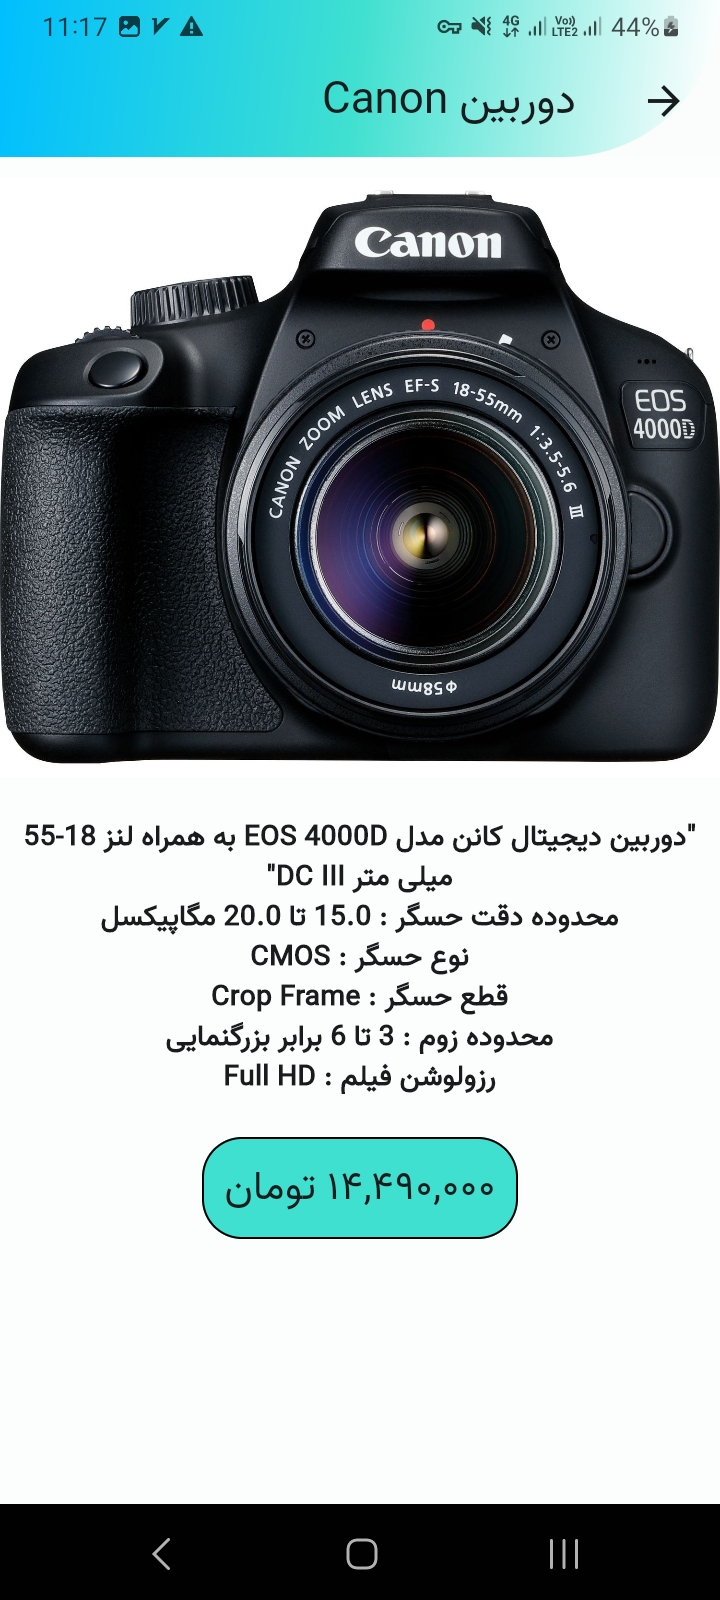 11:17 4G Vo)) LTE2 44%
دوربین Canon
Canon
EOS
4000D
CANON ZOOM LENS EF-S 18-55mm 1:3.5-5.6 III
Φ58mm
"دوربین دیجیتال کانن مدل EOS 4000D به همراه لنز 18-55
میلی متر DC III"
محدوده دقت حسگر : 15.0 تا 20.0 مگاپیکسل
نوع حسگر : CMOS
قطع حسگر : Crop Frame
محدوده زوم : 3 تا 6 برابر بزرگنمایی
رزولوشن فیلم : Full HD
۱۴,۴۹۰,۰۰۰ تومان